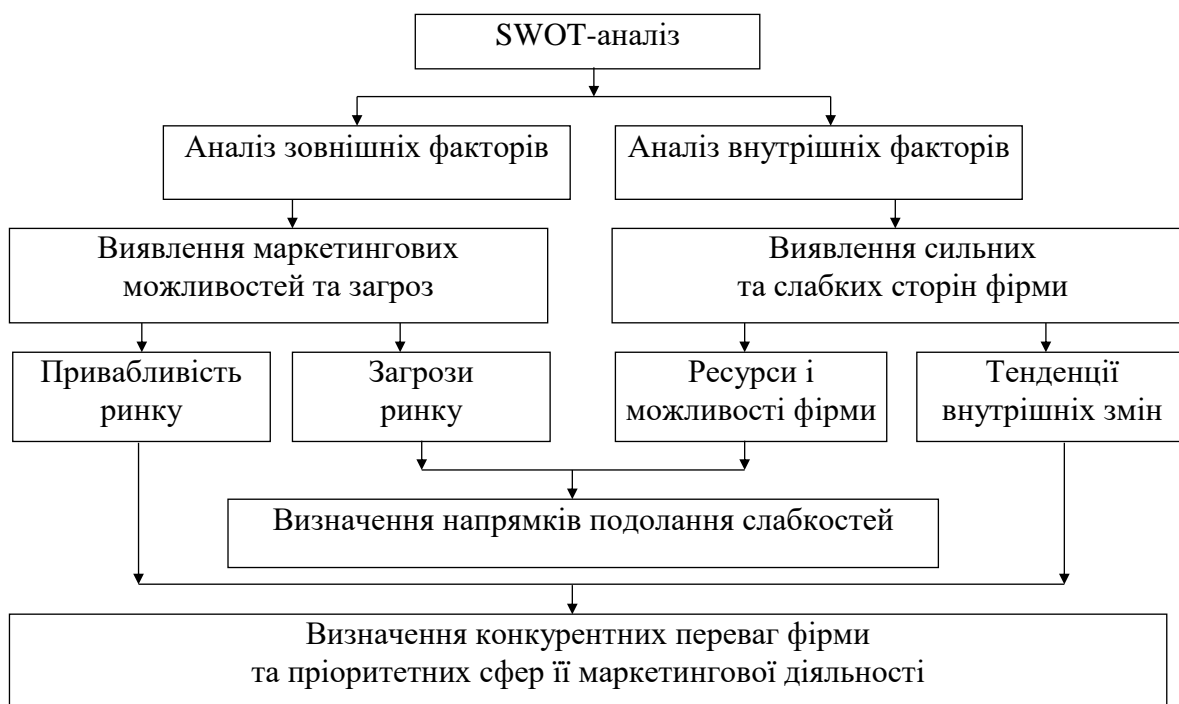 SWOT-аналіз
Аналіз зовнішніх факторів
Аналіз внутрішніх факторів
Виявлення маркетингових
можливостей та загроз
Виявлення сильних
та слабких сторін фірми
Привабливість
ринку
Загрози
ринку
Ресурси і
можливості фірми
Тенденції
внутрішніх змін
Визначення напрямків подолання слабкостей
Визначення конкурентних переваг фірми
та пріоритетних сфер її маркетингової діяльності